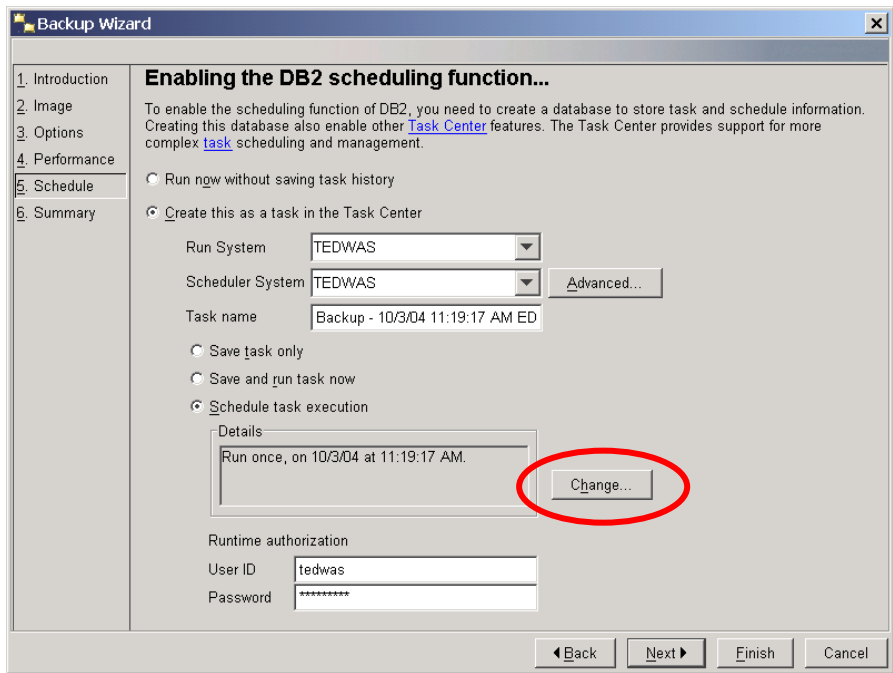 Backup Wizard
1. Introduction
2. Image
3. Options
4. Performance
5. Schedule
6. Summary
Enabling the DB2 scheduling function...
To enable the scheduling function of DB2, you need to create a database to store task and schedule information.
Creating this database also enable other Task Center features. The Task Center provides support for more
complex task scheduling and management.
Run now without saving task history
Create this as a task in the Task Center
Run System TEDWAS
Scheduler System TEDWAS Advanced...
Task name Backup - 10/3/04 11:19:17 AM ED
Save task only
Save and run task now
Schedule task execution
Details
Run once, on 10/3/04 at 11:19:17 AM.
Change...
Runtime authorization
User ID tedwas
Password *********
Back Next Finish Cancel